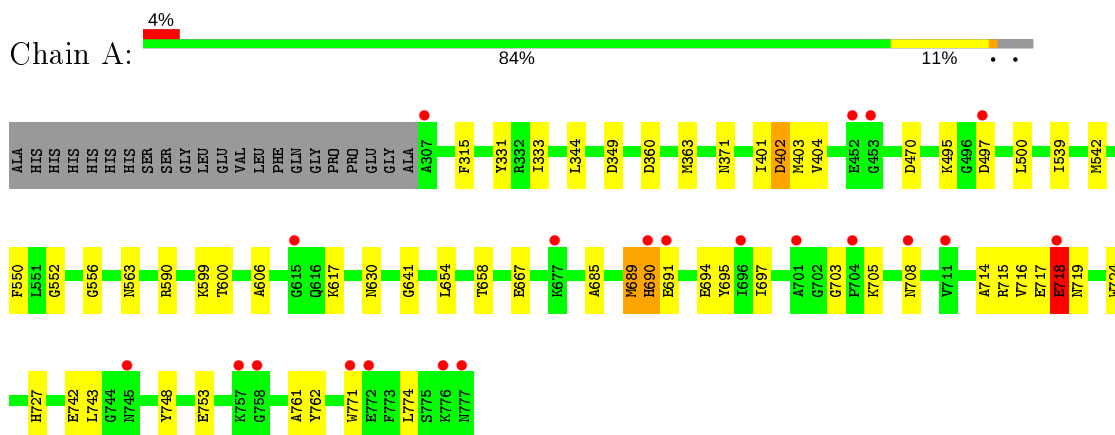 4%
Chain A:
84% 11% • •
ALA HIS HIS HIS HIS HIS HIS SER SER GLY LEU GLU VAL LEU PHE GLN GLY PRO PRO GLU GLY ALA A307 F315 Y331 R332 I333 L344 D349 D360 M363 N371 I401 D402 M403 V404 E452 G453 D470 K495 G496 D497 L500 I539 M542
F550 L551 G552 G556 N563 R590 K599 T600 A606 G615 Q616 K617 N630 G641 L654 T658 E667 K677 A685 M689 H690 E691 E694 Y695 I696 I697 A701 G702 G703 P704 K705 N708 V711 A714 R715 V716 E717 E718 N719 W724
H727 E742 L743 G744 N745 Y748 E753 K757 G758 A761 Y762 W771 E772 F773 L774 S775 K776 N777